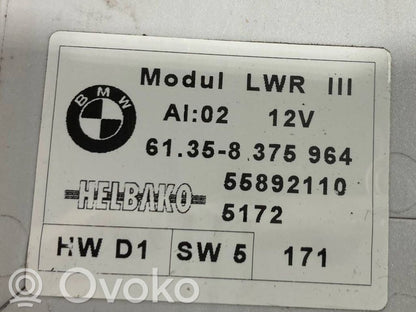 BMW
Modul LWR III
AI:02 12V
61.35-8 375 964
55892110
HELBAKO
5172
HW D1 SW 5 171
ovoko